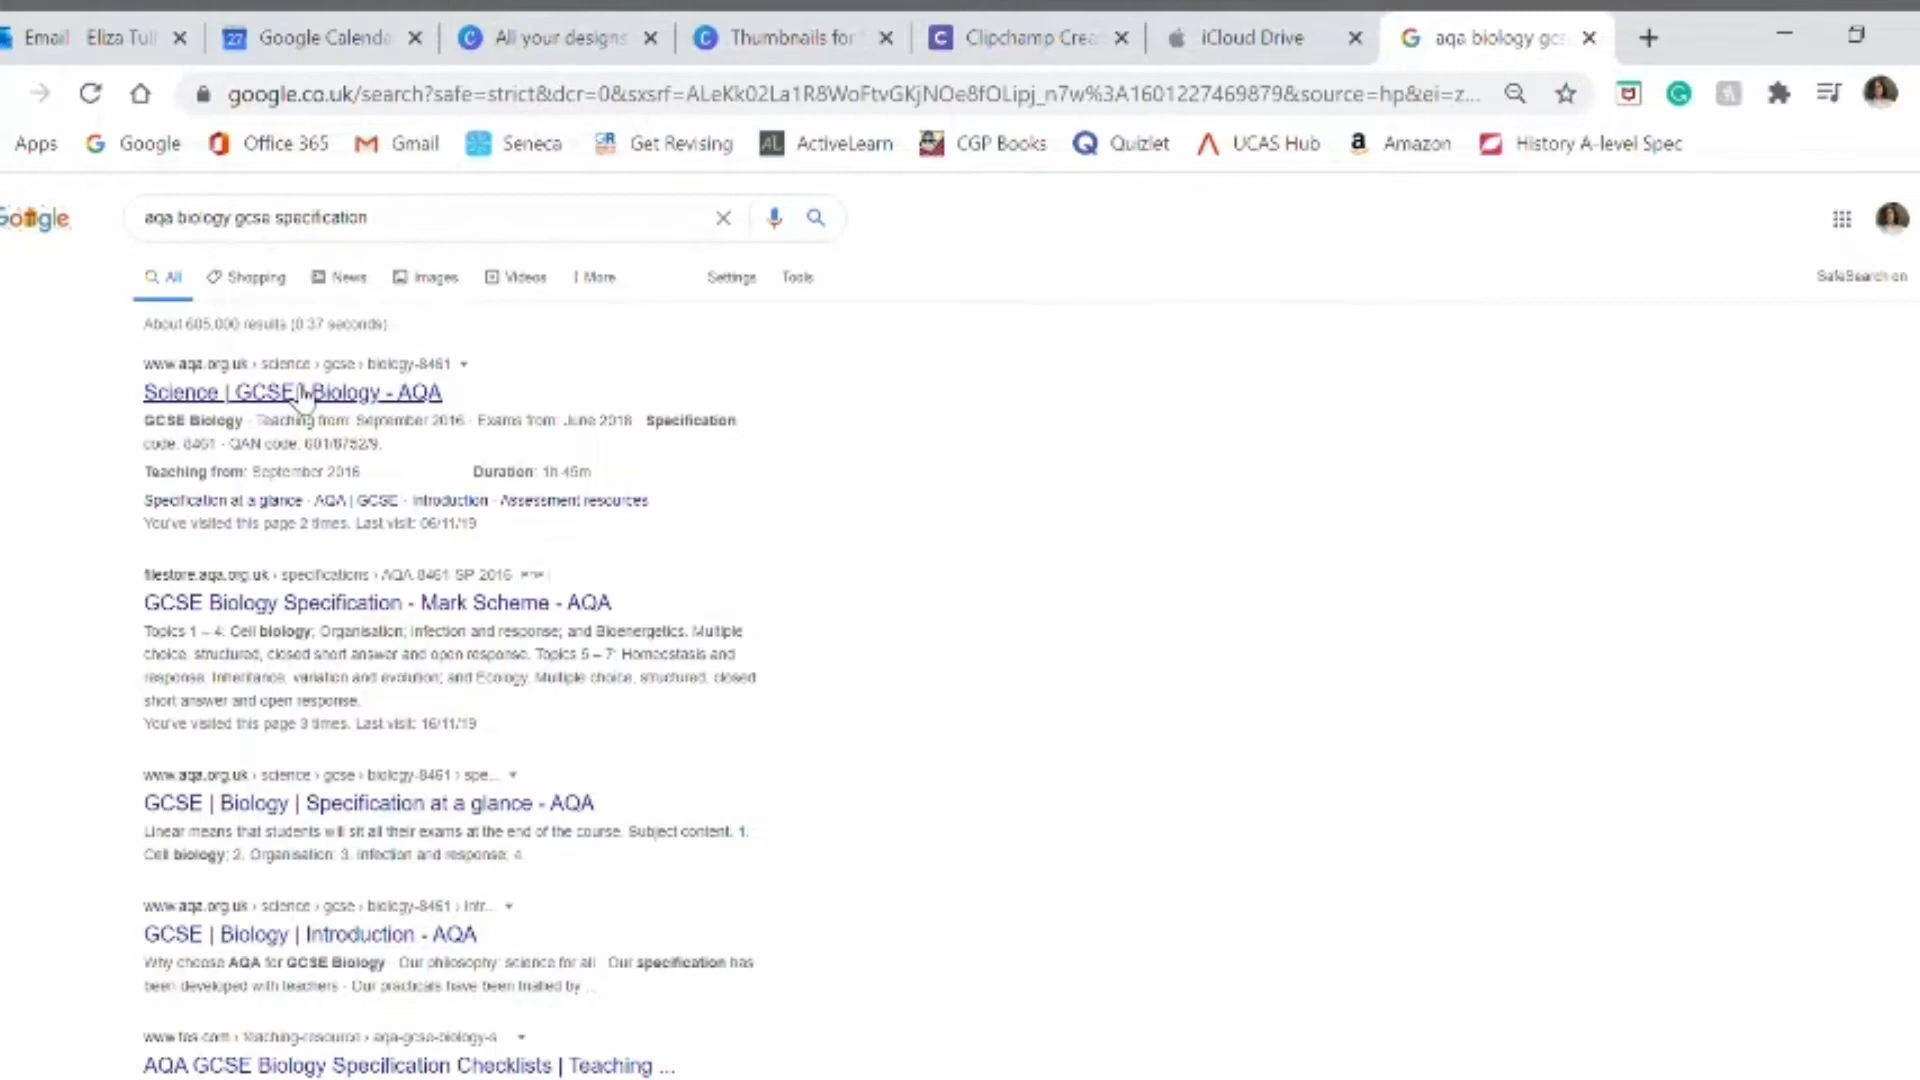 Email Eliza Tull
Google Calenda
All your designs
Thumbnails for
Clipchamp Crea
iCloud Drive
aqa biology gcs
google.co.uk/search?safe=strict&dcr=0&sxsrf=ALeKk02La1R8WoFtvGKjNOe8fOLipj_n7w%3A1601227469879&source=hp&ei=z...
Apps Google Office 365 Gmail Seneca Get Revising ActiveLearn CGP Books Quizlet UCAS Hub Amazon History A-level Spec
Google
aqa biology gcse specification
All Shopping News Images Videos More Settings Tools
SafeSearch on
About 605,000 results (0.37 seconds)
www.aqa.org.uk › science › gcse › biology-8461
Science | GCSE | Biology - AQA
GCSE Biology · Teaching from: September 2016 · Exams from: June 2018 · Specification
code: 8461 · QAN code: 601/8752/9.
Teaching from: September 2016 Duration: 1h 45m
Specification at a glance · AQA | GCSE · Introduction · Assessment resources
You've visited this page 2 times. Last visit: 06/11/19
filestore.aqa.org.uk › specifications › AQA-8461-SP-2016
GCSE Biology Specification - Mark Scheme - AQA
Topics 1 – 4: Cell biology; Organisation; Infection and response; and Bioenergetics. Multiple
choice, structured, closed short answer and open response. Topics 5 – 7: Homeostasis and
response; Inheritance, variation and evolution; and Ecology. Multiple choice, structured, closed
short answer and open response.
You've visited this page 3 times. Last visit: 16/11/19
www.aqa.org.uk › science › gcse › biology-8461 › spe...
GCSE | Biology | Specification at a glance - AQA
Linear means that students will sit all their exams at the end of the course. Subject content. 1.
Cell biology; 2. Organisation; 3. Infection and response; 4.
www.aqa.org.uk › science › gcse › biology-8461 › intr...
GCSE | Biology | Introduction - AQA
Why choose AQA for GCSE Biology · Our philosophy: science for all · Our specification has
been developed with teachers · Our practicals have been trialled by ...
www.tes.com › teaching-resource › aqa-gcse-biology-s...
AQA GCSE Biology Specification Checklists | Teaching ...